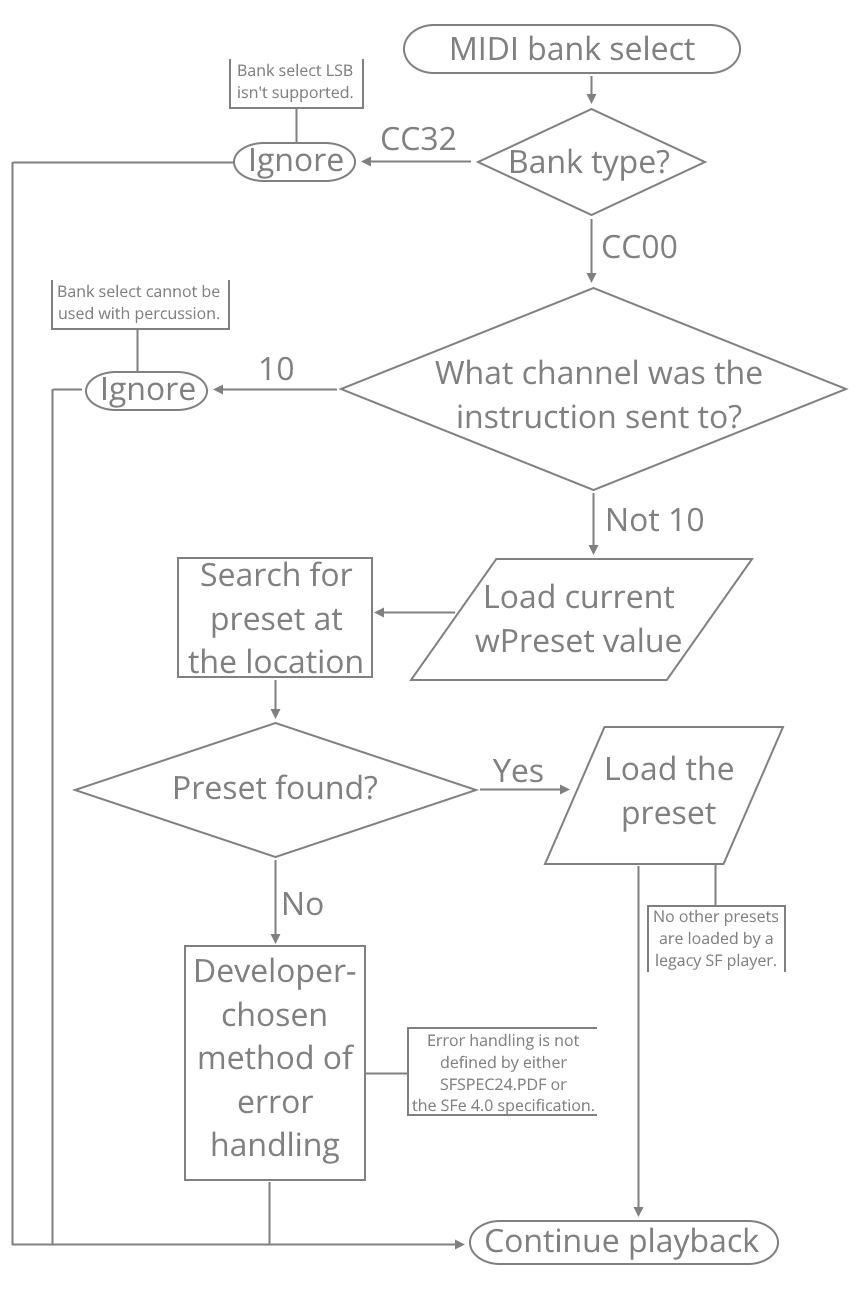 MIDI bank select
Bank select LSB
isn't supported.
CC32
Ignore
Bank type?
CC00
Bank select cannot be
used with percussion.
10
Ignore
What channel was the
instruction sent to?
Not 10
Search for
preset at
the location
Load current
wPreset value
Preset found?
Yes
Load the
preset
No
No other presets
are loaded by a
legacy SF player.
Developer-
chosen
method of
error
handling
Error handling is not
defined by either
SFSPEC24.PDF or
the SFe 4.0 specification.
Continue playback